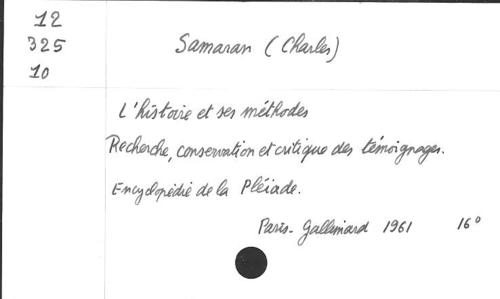 12
325
10
Samaran (Charles)
L'histoire et ses méthodes
Recherche, conservation et critique des témoignages.
Encyclopédie de la Pléiade.
Paris - Gallimard 1961 16°